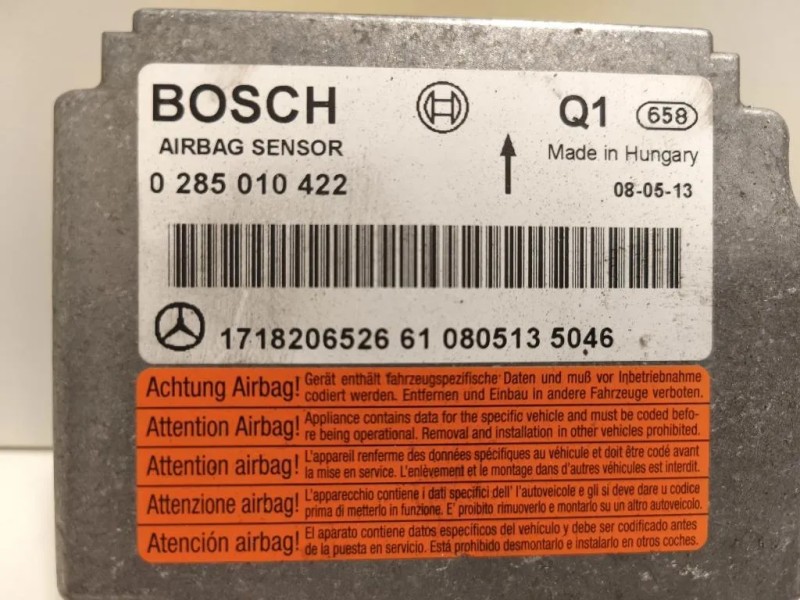 BOSCH
Q1 658
AIRBAG SENSOR
Made in Hungary
0 285 010 422
08-05-13
1718206526 61 080513 5046
Achtung Airbag! Gerät enthält fahrzeugspezifische Daten und muß vor Inbetriebnahme
codiert werden. Entfernen und Einbau in andere Fahrzeuge verboten.
Attention Airbag! Appliance contains data for the specific vehicle and must be coded befo-
re being operational. Removal and installation in other vehicles prohibited.
Attention airbag! L'appareil renferme des données spécifiques au véhicule et doit être codé avant
la mise en service. L'enlèvement et le montage dans d'autres véhicules est interdit.
Attenzione airbag! L'apparecchio contiene i dati specifici dell' l'autoveicole e gli si deve dare u codice
prima di metterlo in funzione. E' proibito rimuoverlo e montarlo su un altro autoveicolo.
Atención airbag! El aparato contiene datos específicos del vehículo y debe ser codificado antes
de la puesta en servicio. Está prohibido desmontarlo e instalarlo en otros coches.